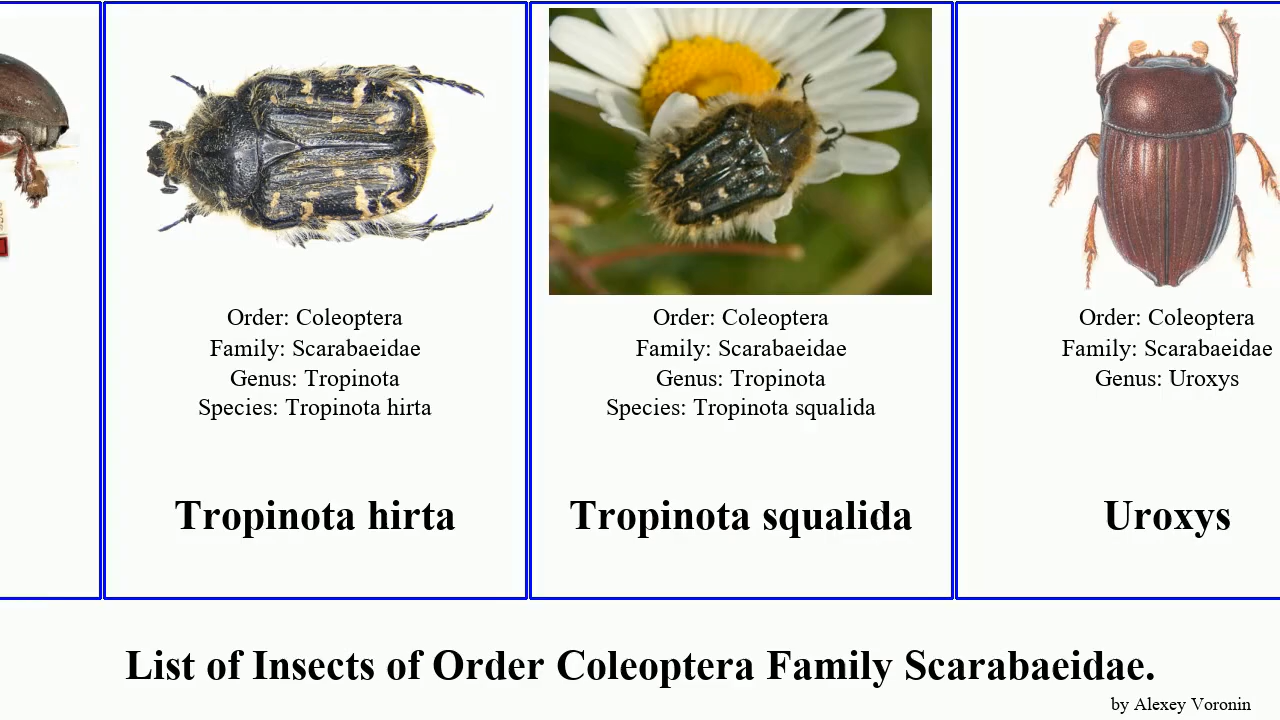 Order: Coleoptera
Family: Scarabaeidae
Genus: Tropinota
Species: Tropinota hirta
Tropinota hirta
Order: Coleoptera
Family: Scarabaeidae
Genus: Tropinota
Species: Tropinota squalida
Tropinota squalida
Order: Coleoptera
Family: Scarabaeidae
Genus: Uroxys
Uroxys
List of Insects of Order Coleoptera Family Scarabaeidae.
by Alexey Voronin